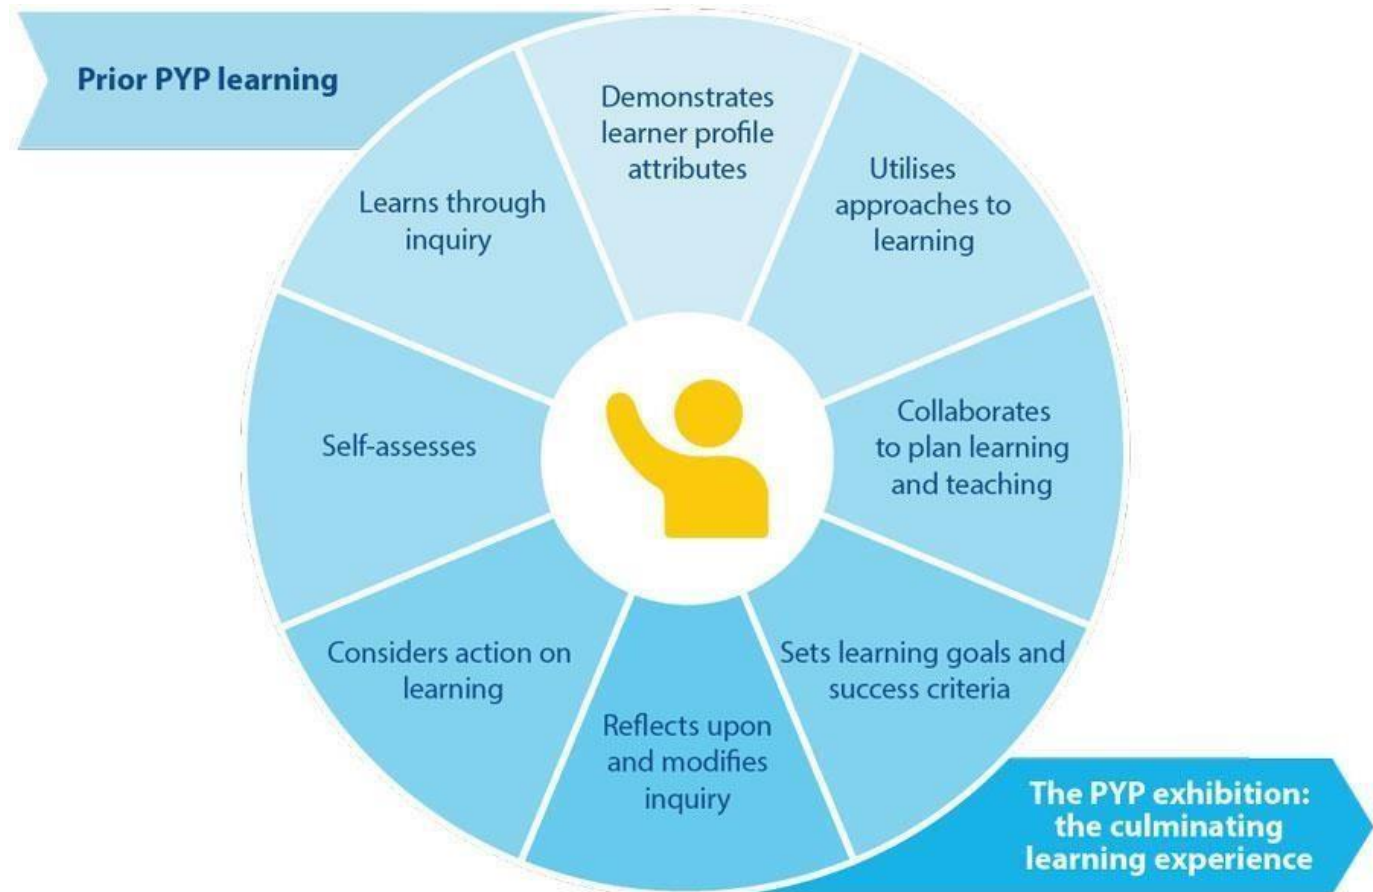 Prior PYP learning
Demonstrates
learner profile
attributes
Utilises
approaches to
learning
Collaborates
to plan learning
and teaching
Sets learning goals and
success criteria
Reflects upon
and modifies
inquiry
Considers action on
learning
Self-assesses
Learns through
inquiry
The PYP exhibition:
the culminating
learning experience